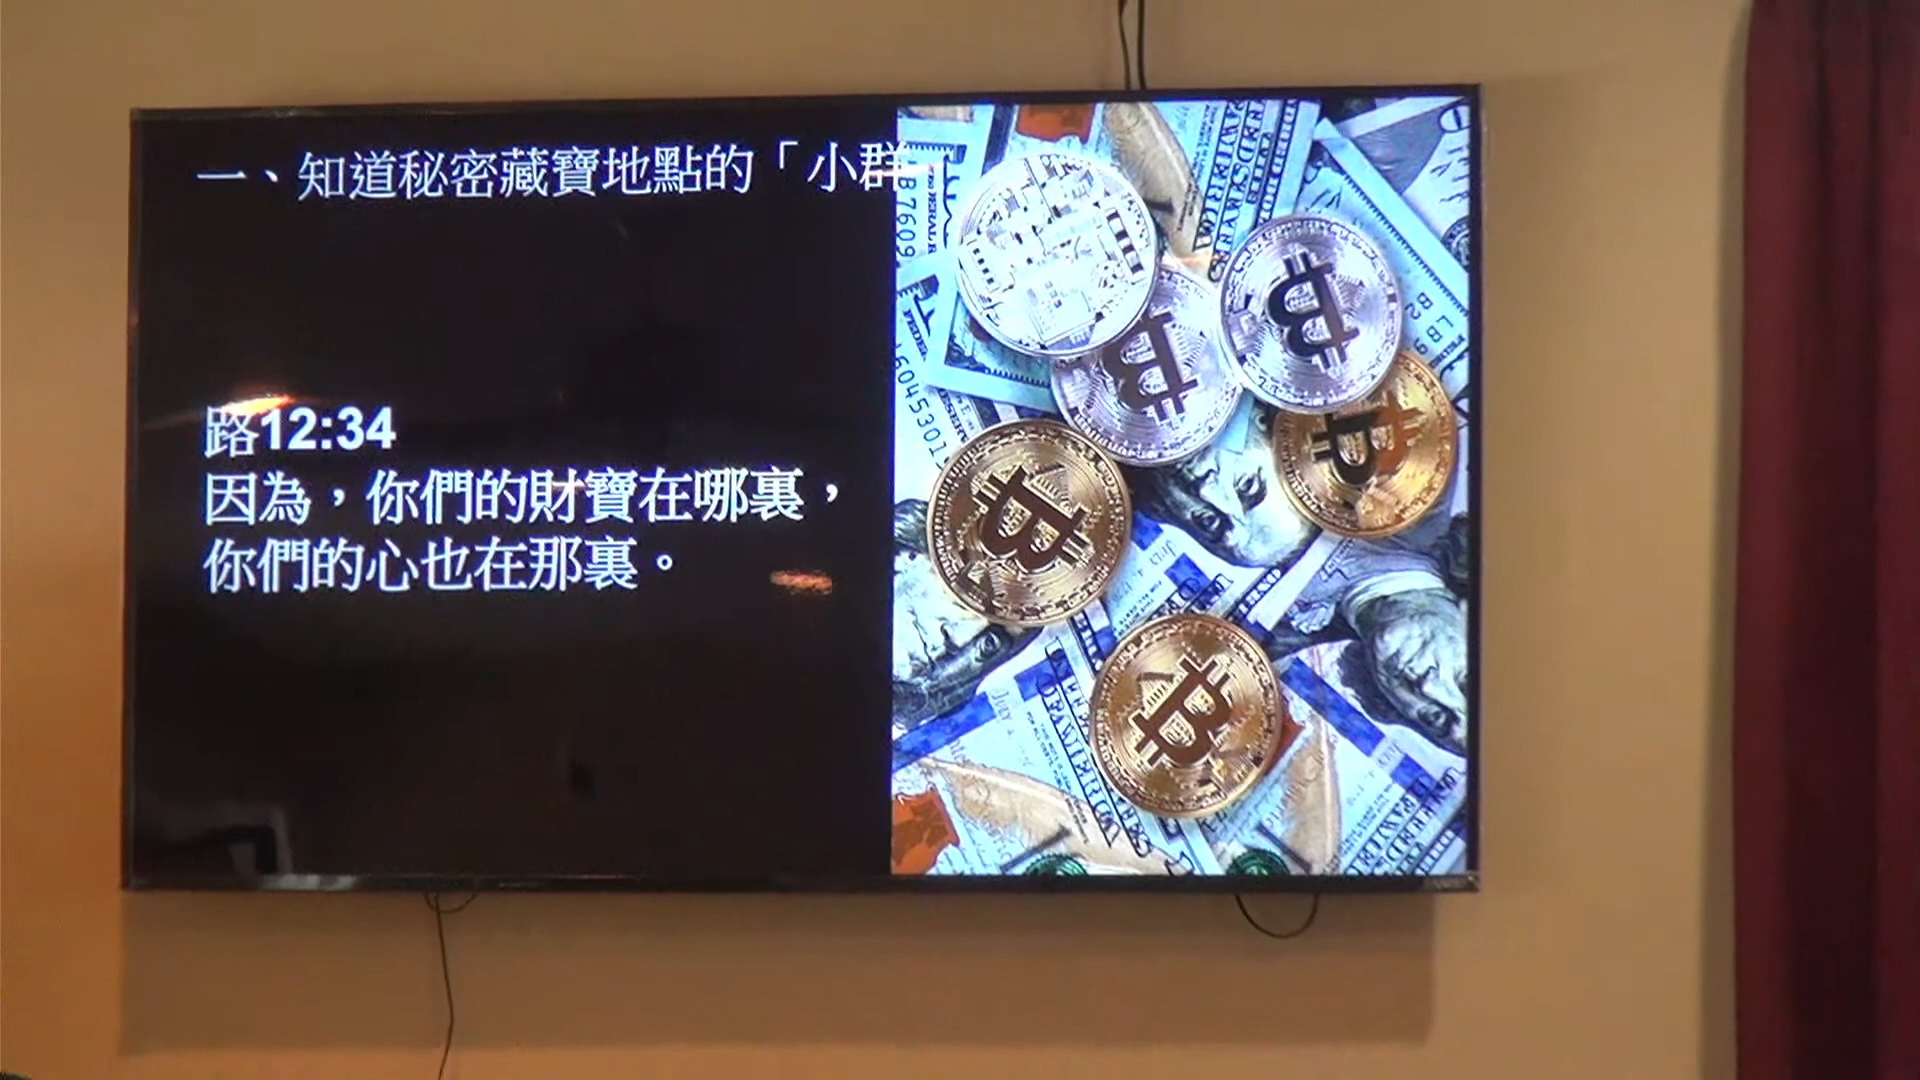 一、知道秘密藏寶地點的「小群
路12:34
因為，你們的財寶在哪裏，
你們的心也在那裏。